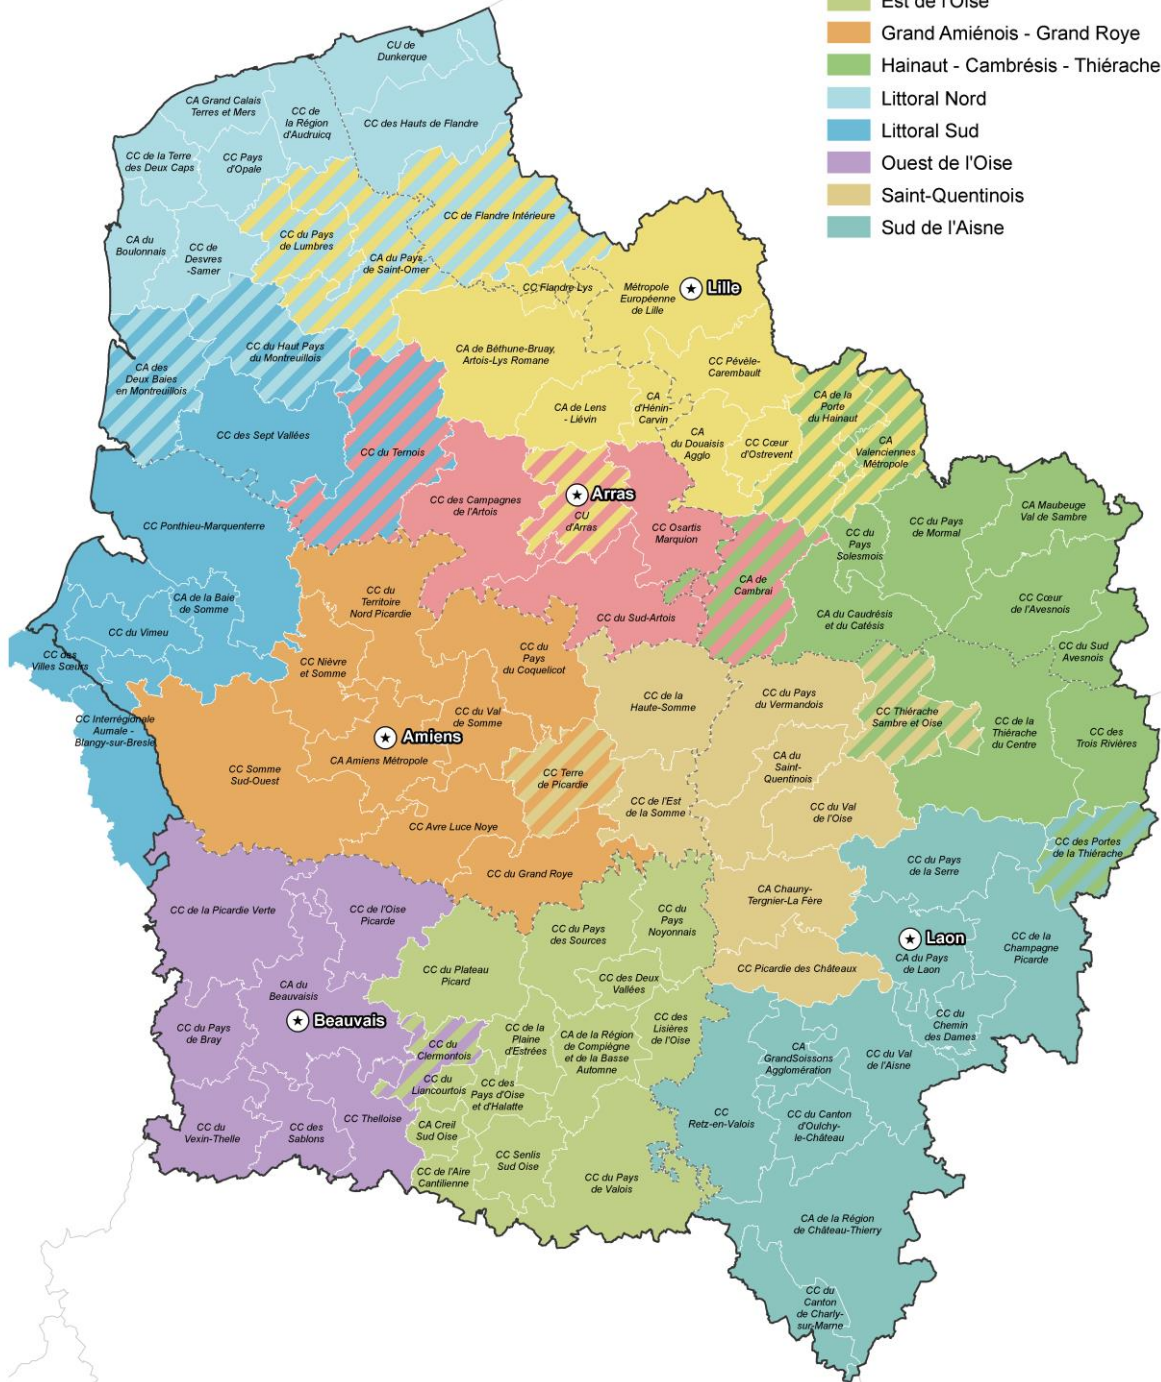 Est de l'Oise
Grand Amiénois - Grand Roye
Hainaut - Cambrésis - Thiérache
Littoral Nord
Littoral Sud
Ouest de l'Oise
Saint-Quentinois
Sud de l'Aisne
CU de
Dunkerque
CA Grand Calais
Terres et Mers
CC de
la Région
d'Audruicq
CC des Hauts de Flandre
CC de la Terre
des Deux Caps
CC Pays
d'Opale
CC de Flandre Intérieure
CC du Pays
de Lumbres
CA du
Boulonnais
CC de
Desvres
-Samer
CA du Pays
de Saint-Omer
CC Flandre Lys
Métropole
Européenne
de Lille
Lille
CC du Haut Pays
du Montreuillois
CA de Béthune-Bruay,
Artois-Lys Romane
CC Pévèle-
Carembault
CA des
Deux Baies
en Montreuillois
CA de Lens
- Liévin
CA
d'Hénin-
Carvin
CA de la
Porte
du Hainaut
CC des Sept Vallées
CC du Ternois
CA
du Douaisis
Agglo
CC Cœur
d'Ostrevent
CA
Valenciennes
Métropole
Arras
CC des Campagnes
de l'Artois
CU
d'Arras
CC Osartis
Marquion
CC Ponthieu-Marquenterre
CC du
Pays
Solesmois
CC du Pays
de Mormal
CA Maubeuge
Val de Sambre
CC du
Territoire
Nord Picardie
CA de
Cambrai
CA de la Baie
de Somme
CC du Vimeu
CC du Sud-Artois
CA du Caudrésis
et du Catésis
CC Cœur
de l'Avesnois
CC des
Villes Sœurs
CC Nièvre
et Somme
CC du
Pays
du Coquelicot
CC du Sud
Avesnois
CC de la
Haute-Somme
CC du Pays
du Vermandois
CC Interrégionale
Aumale -
Blangy-sur-Bresle
CC du Val
de Somme
CC Thiérache
Sambre et Oise
CC de la
Thiérache
du Centre
CC des
Trois Rivières
Amiens
CA Amiens Métropole
CC Somme
Sud-Ouest
CC Terre
de Picardie
CA du
Saint-
Quentinois
CC de l'Est
de la Somme
CC du Val
de l'Oise
CC Avre Luce Noye
CC des Portes
de la Thiérache
CC du Grand Roye
CC du Pays
de la Serre
CA Chauny-
Tergnier-La Fère
CC de la Picardie Verte
CC de l'Oise
Picarde
CC du Pays
des Sources
CC du
Pays
Noyonnais
Laon
CA du Pays
de Laon
CC de la
Champagne
Picarde
CC du Plateau
Picard
CC des Deux
Vallées
CC Picardie des Châteaux
CA du
Beauvaisis
Beauvais
CC du Pays
de Bray
CC du
Clermontois
CC de la
Plaine
d'Estrées
CA de la Région
de Compiègne
et de la Basse
Automne
CC des
Lisières
de l'Oise
CC du
Chemin
des Dames
CA
GrandSoissons
Agglomération
CC du Val
de l'Aisne
CC du
Liancourtois
CC des
Pays d'Oise
et d'Halatte
CC Thelloise
CC du
Vexin-Thelle
CC des
Sablons
CA Creil
Sud Oise
CC
Retz-en-Valois
CC du Canton
d'Oulchy-
le-Château
CC de l'Aire
Cantilienne
CC Senlis
Sud Oise
CC du Pays
de Valois
CA de la Région
de Château-Thierry
CC du
Canton
de Charly-
sur-Marne